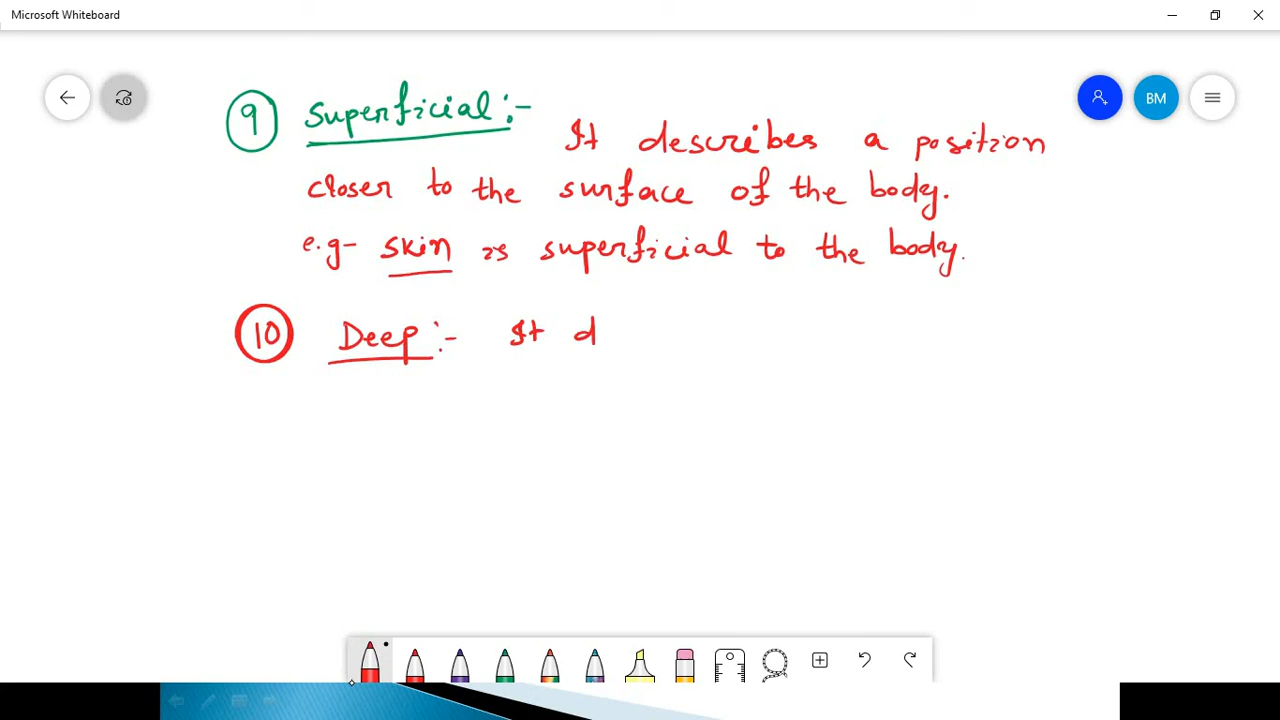 Microsoft Whiteboard
BM
9 Superficial :- It describes a position
closer to the surface of the body.
e.g- skin is superficial to the body.
10 Deep :- It d